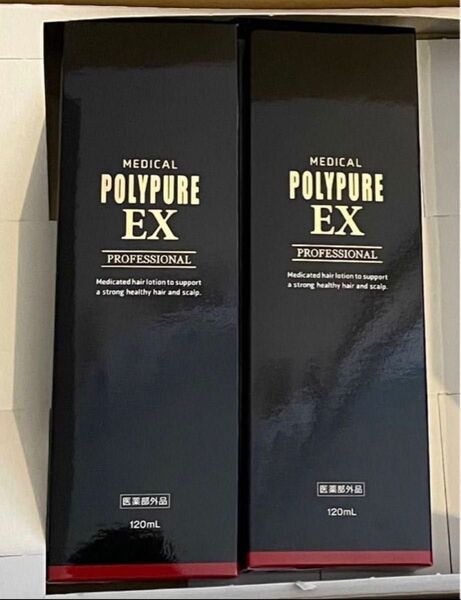 MEDICAL
POLYPURE
EX
PROFESSIONAL
Medicated hair lotion to support
a strong healthy hair and scalp.
医薬部外品
120mL
MEDICAL
POLYPURE
EX
PROFESSIONAL
Medicated hair lotion to support
a strong healthy hair and scalp.
医薬部外品
120mL